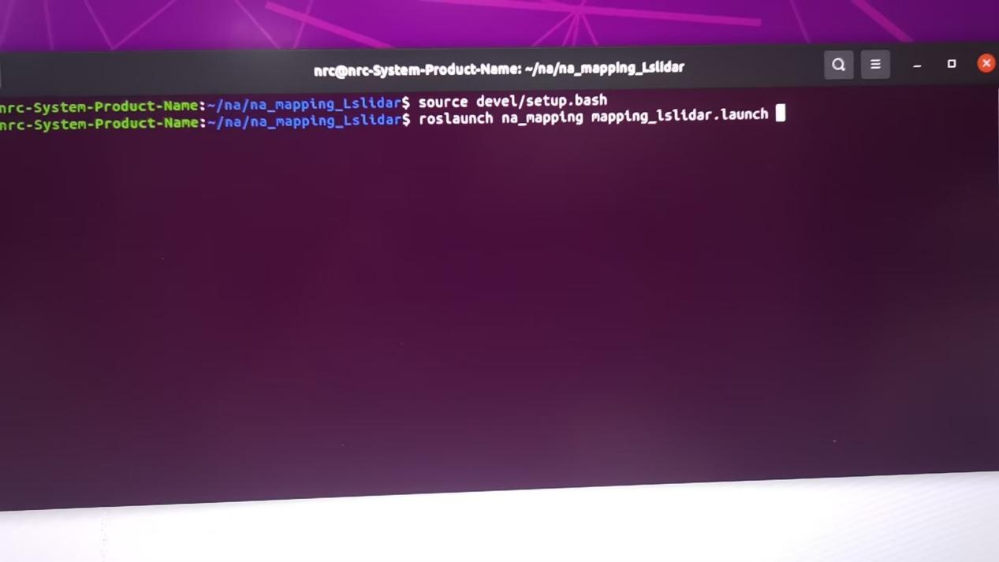 nrc@nrc-System-Product-Name: ~/na/na_mapping_Lslidar
nrc-System-Product-Name:~/na/na_mapping_Lslidar$ source devel/setup.bash
nrc-System-Product-Name:~/na/na_mapping_Lslidar$ roslaunch na_mapping mapping_lslidar.launch